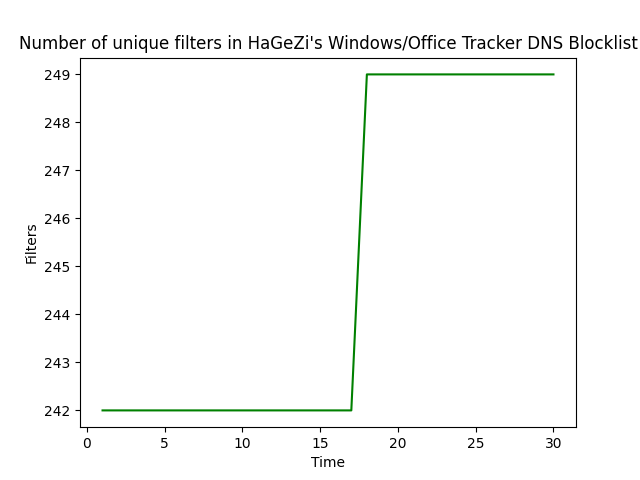 Number of unique filters in HaGeZi's Windows/Office Tracker DNS Blocklist
249
248
247
246
245
244
243
242
Filters
0 5 10 15 20 25 30
Time